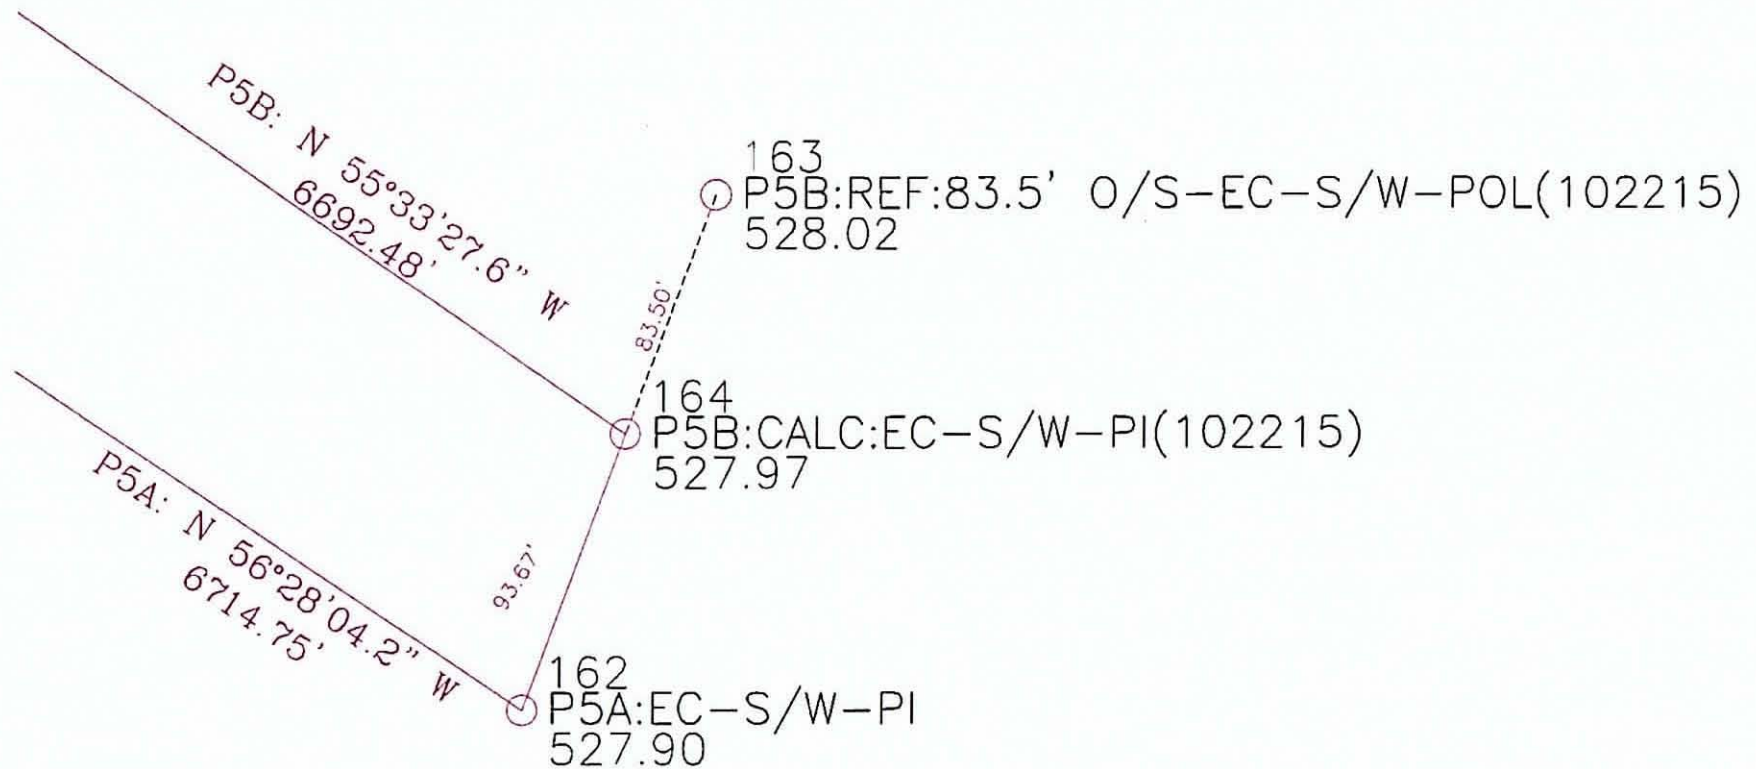 P5B: N 55°33'27.6" W
6692.48'
163
P5B:REF:83.5' O/S-EC-S/W-POL(102215)
528.02
83.50'
164
P5B:CALC:EC-S/W-PI(102215)
527.97
P5A: N 56°28'04.2" W
6714.75'
93.67'
162
P5A:EC-S/W-PI
527.90